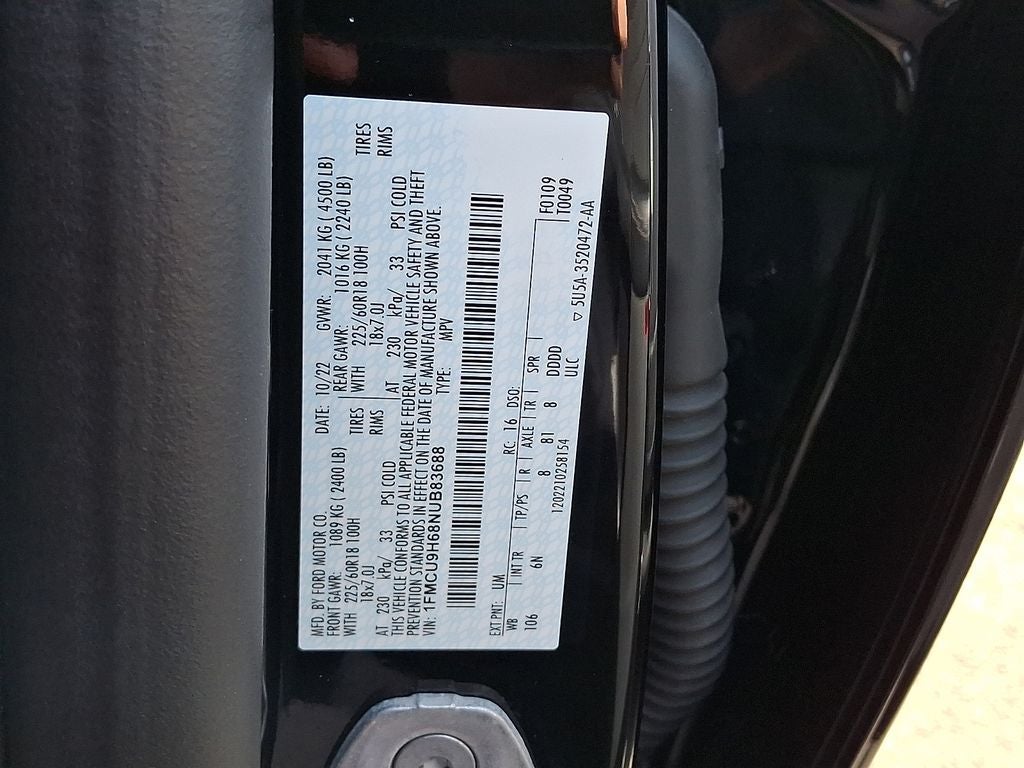 MFD. BY FORD MOTOR CO. DATE: 10/22 GVWR: 2041 KG ( 4500 LB)
FRONT GAWR: 1089 KG ( 2400 LB) REAR GAWR: 1016 KG ( 2240 LB)
WITH 225/60R18 100H TIRES WITH 225/60R18 100H TIRES
18x7.0J RIMS 18x7.0J RIMS
AT 230 kPa/ 33 PSI COLD AT 230 kPa/ 33 PSI COLD
THIS VEHICLE CONFORMS TO ALL APPLICABLE FEDERAL MOTOR VEHICLE SAFETY AND THEFT
PREVENTION STANDARDS IN EFFECT ON THE DATE OF MANUFACTURE SHOWN ABOVE.
VIN: 1FMCU9H68NUB83688 TYPE: MPV
EXT PNT: UM RC: 16 DSO: F0109
WB INT TR TP/PS R AXLE TR SPR T0049
106 6N 8 81 8 DDDD
1202210258154 ULC
▽ 5U5A-3520472-AA